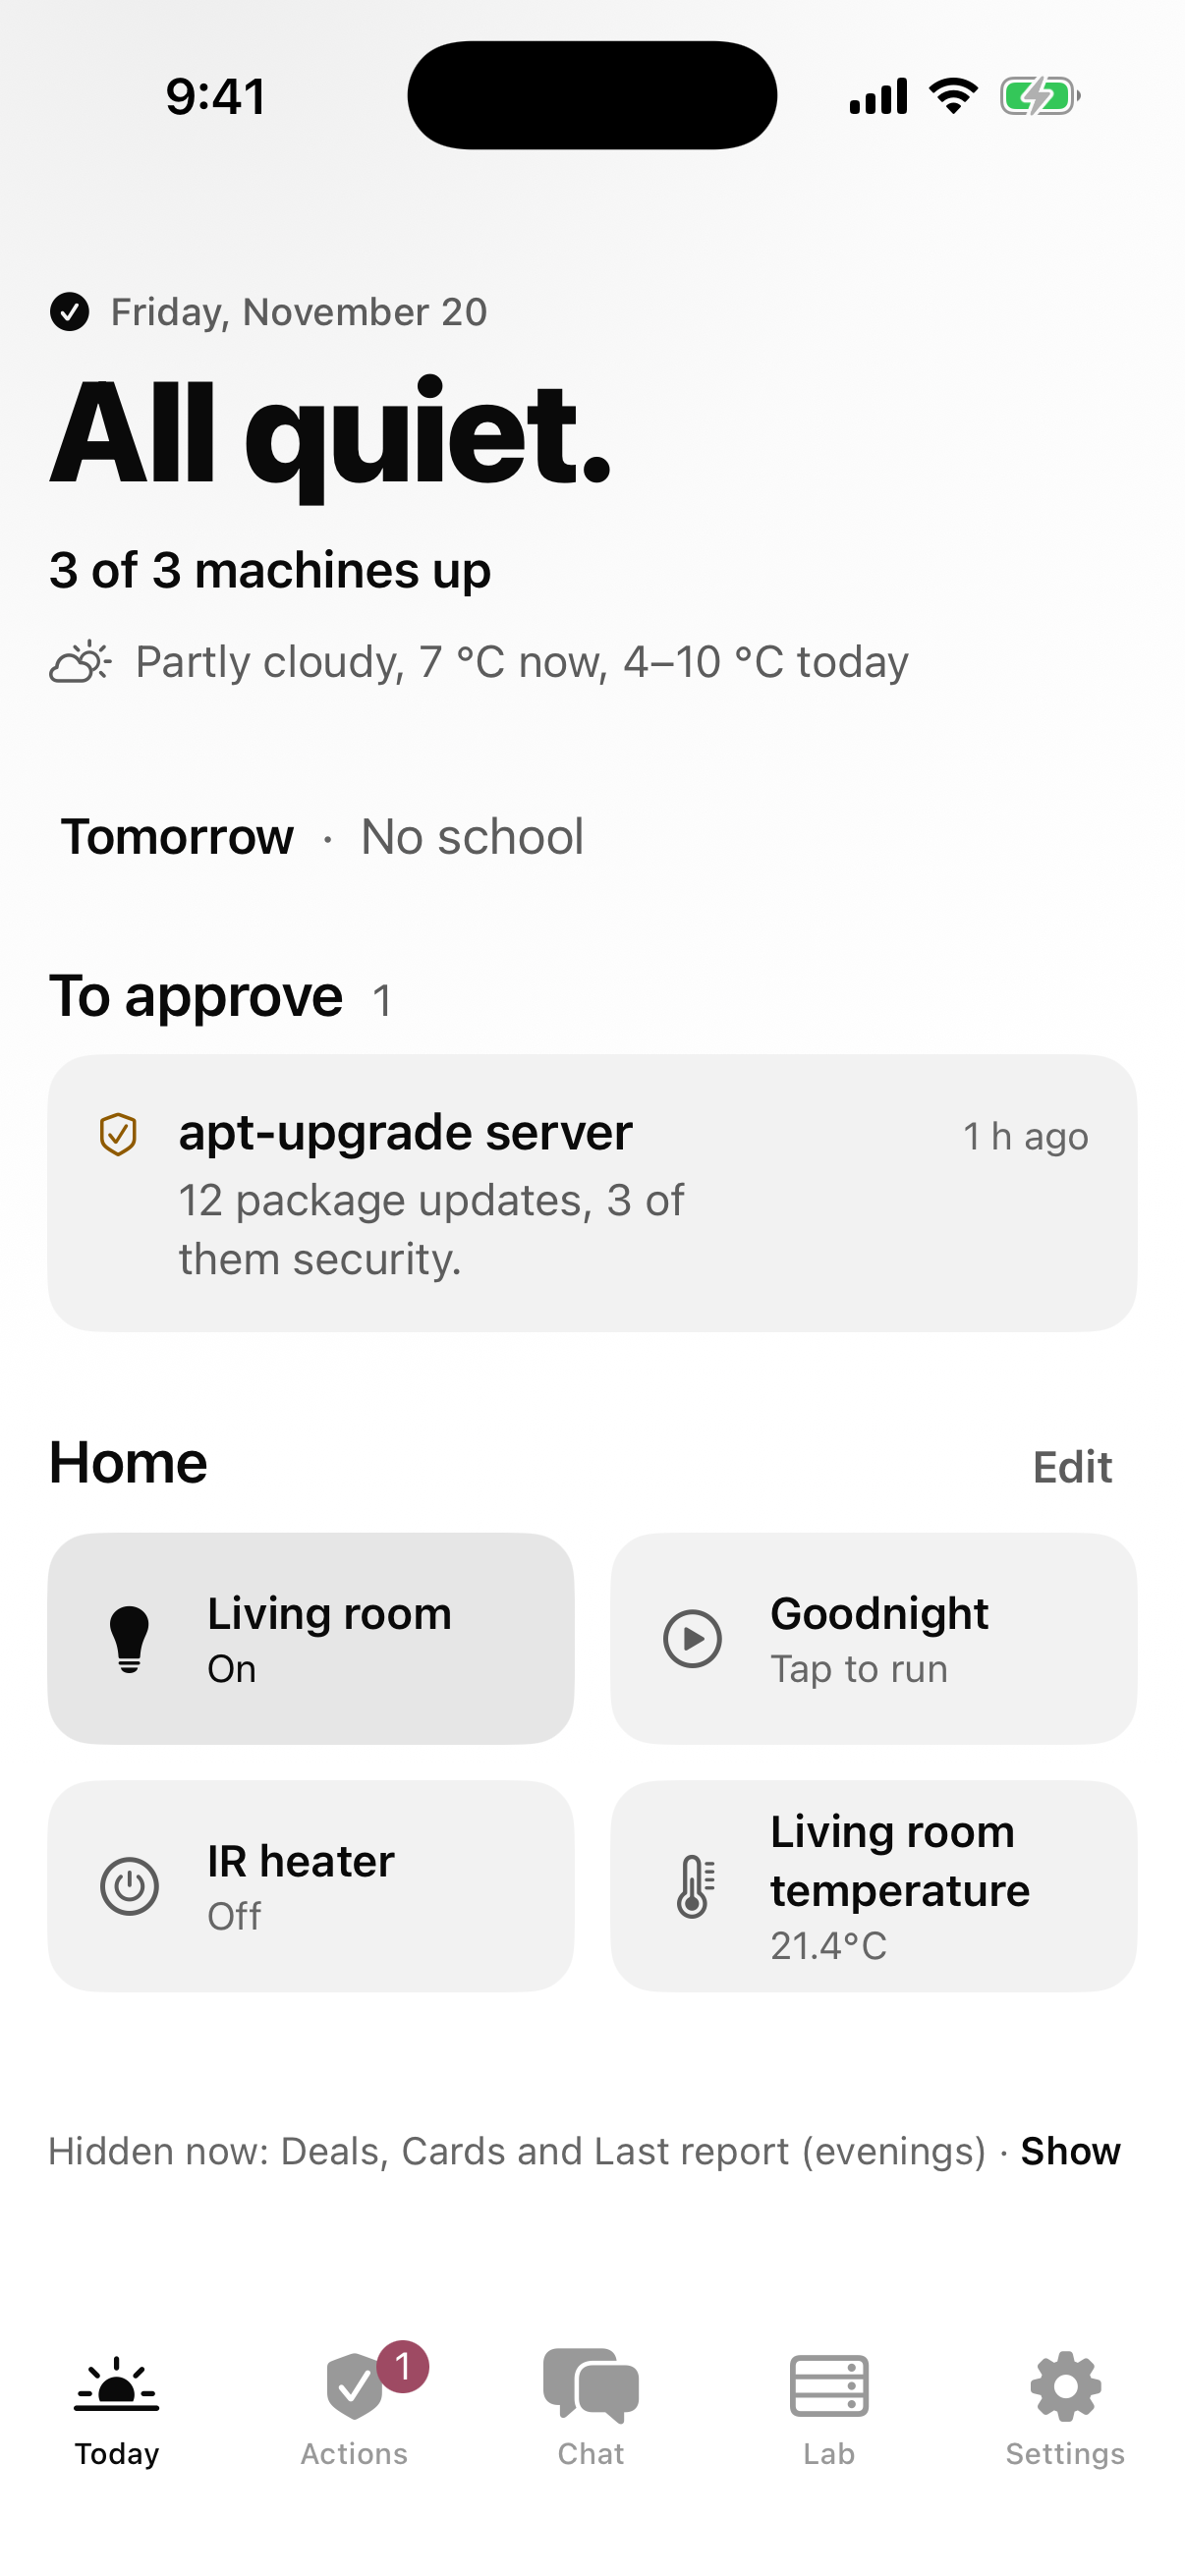 9:41
Friday, November 20
All quiet.
3 of 3 machines up
Partly cloudy, 7 °C now, 4–10 °C today
Tomorrow · No school
To approve 1
apt-upgrade server 1 h ago
12 package updates, 3 of
them security.
Home Edit
Living room
On
Goodnight
Tap to run
IR heater
Off
Living room
temperature
21.4°C
Hidden now: Deals, Cards and Last report (evenings) · Show
1
Today Actions Chat Lab Settings